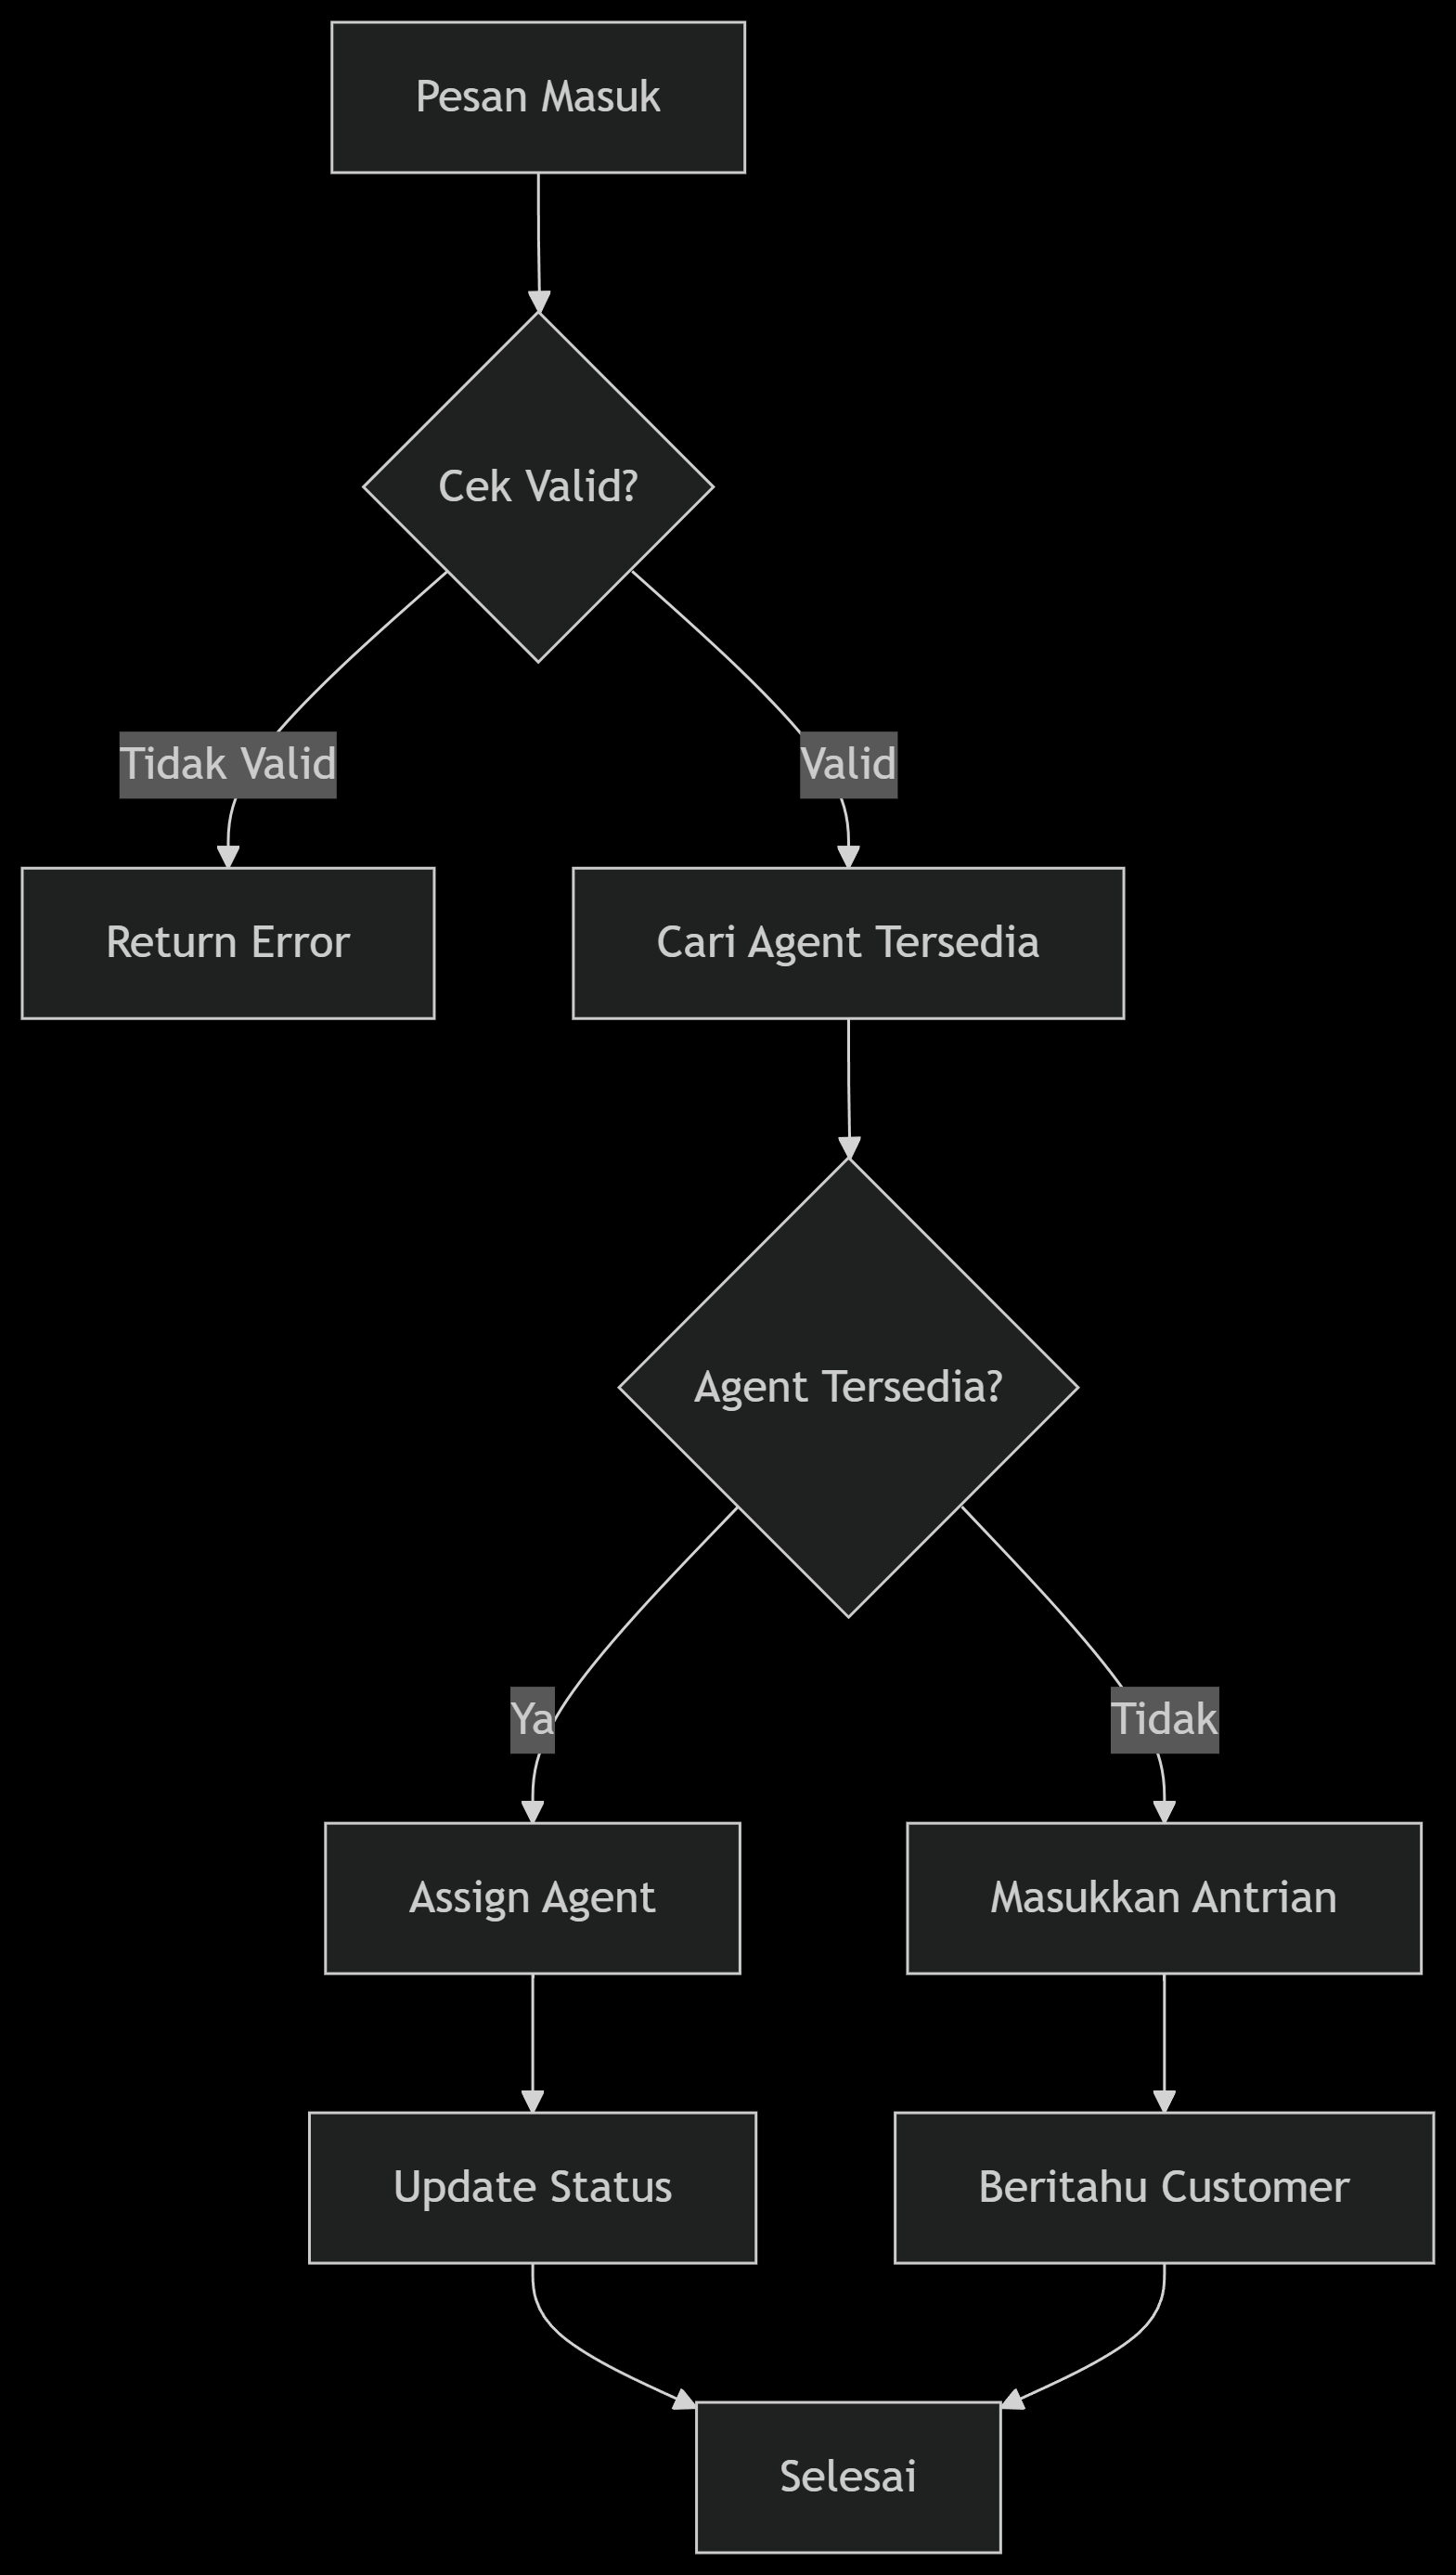 Pesan Masuk
Cek Valid?
Tidak Valid
Valid
Return Error
Cari Agent Tersedia
Agent Tersedia?
Ya
Tidak
Assign Agent
Masukkan Antrian
Update Status
Beritahu Customer
Selesai